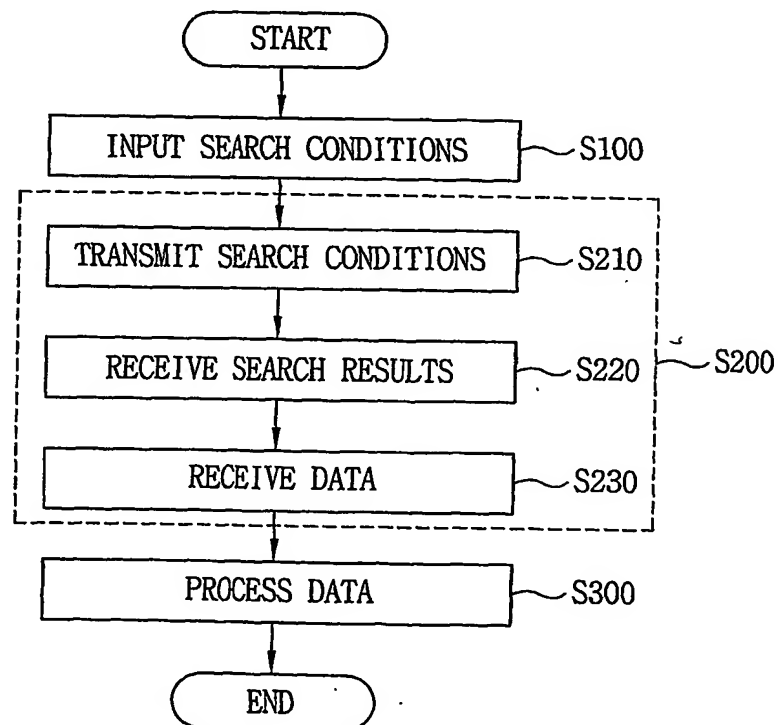 START
INPUT SEARCH CONDITIONS S100
TRANSMIT SEARCH CONDITIONS S210
RECEIVE SEARCH RESULTS S220
S200
RECEIVE DATA S230
PROCESS DATA S300
END